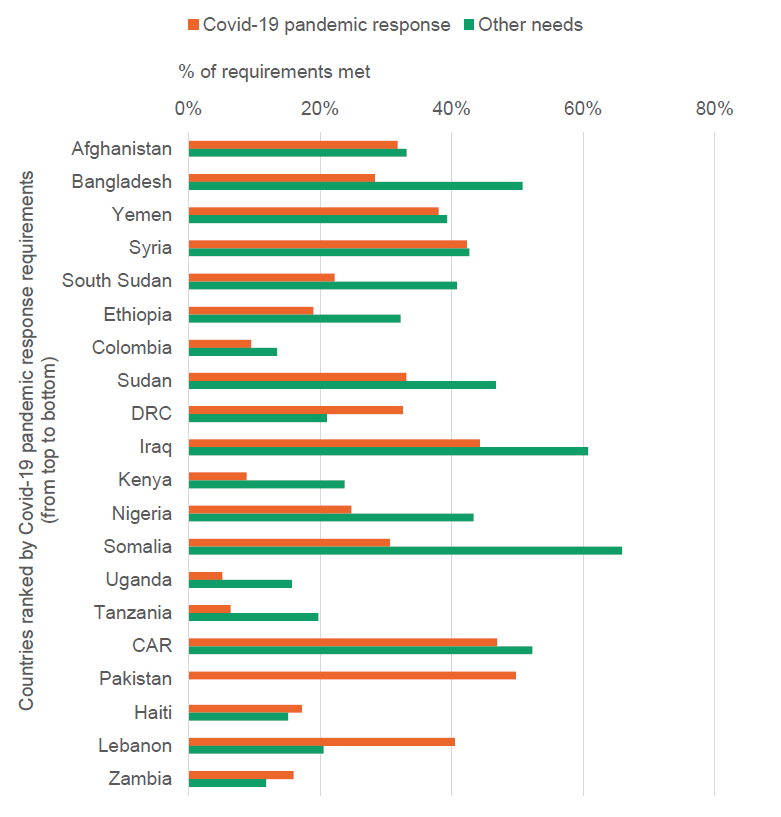 Covid-19 pandemic response Other needs
% of requirements met
0% 20% 40% 60% 80%
Countries ranked by Covid-19 pandemic response requirements
(from top to bottom)
Afghanistan
Bangladesh
Yemen
Syria
South Sudan
Ethiopia
Colombia
Sudan
DRC
Iraq
Kenya
Nigeria
Somalia
Uganda
Tanzania
CAR
Pakistan
Haiti
Lebanon
Zambia